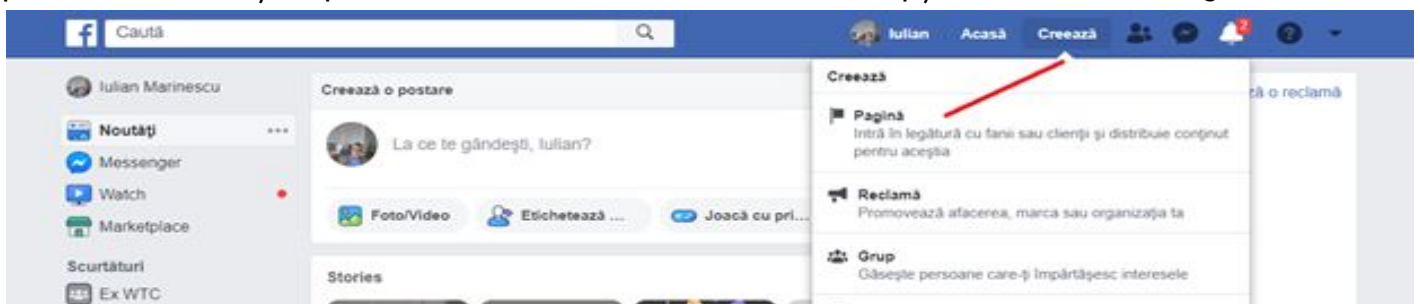 Caută
Iulian
Acasă
Creează
2
Iulian Marinescu
Noutăți
Messenger
Watch
Marketplace
Scurtături
Ex WTC
Creează o postare
La ce te gândești, Iulian?
Foto/Video
Etichetează ...
Joacă cu pri...
Stories
Creează
Pagină
Intră în legătură cu fanii sau clienții și distribuie conținut
pentru aceștia
Reclamă
Promovează afacerea, marca sau organizația ta
Grup
Găsește persoane care-ți împărtășesc interesele
o reclamă